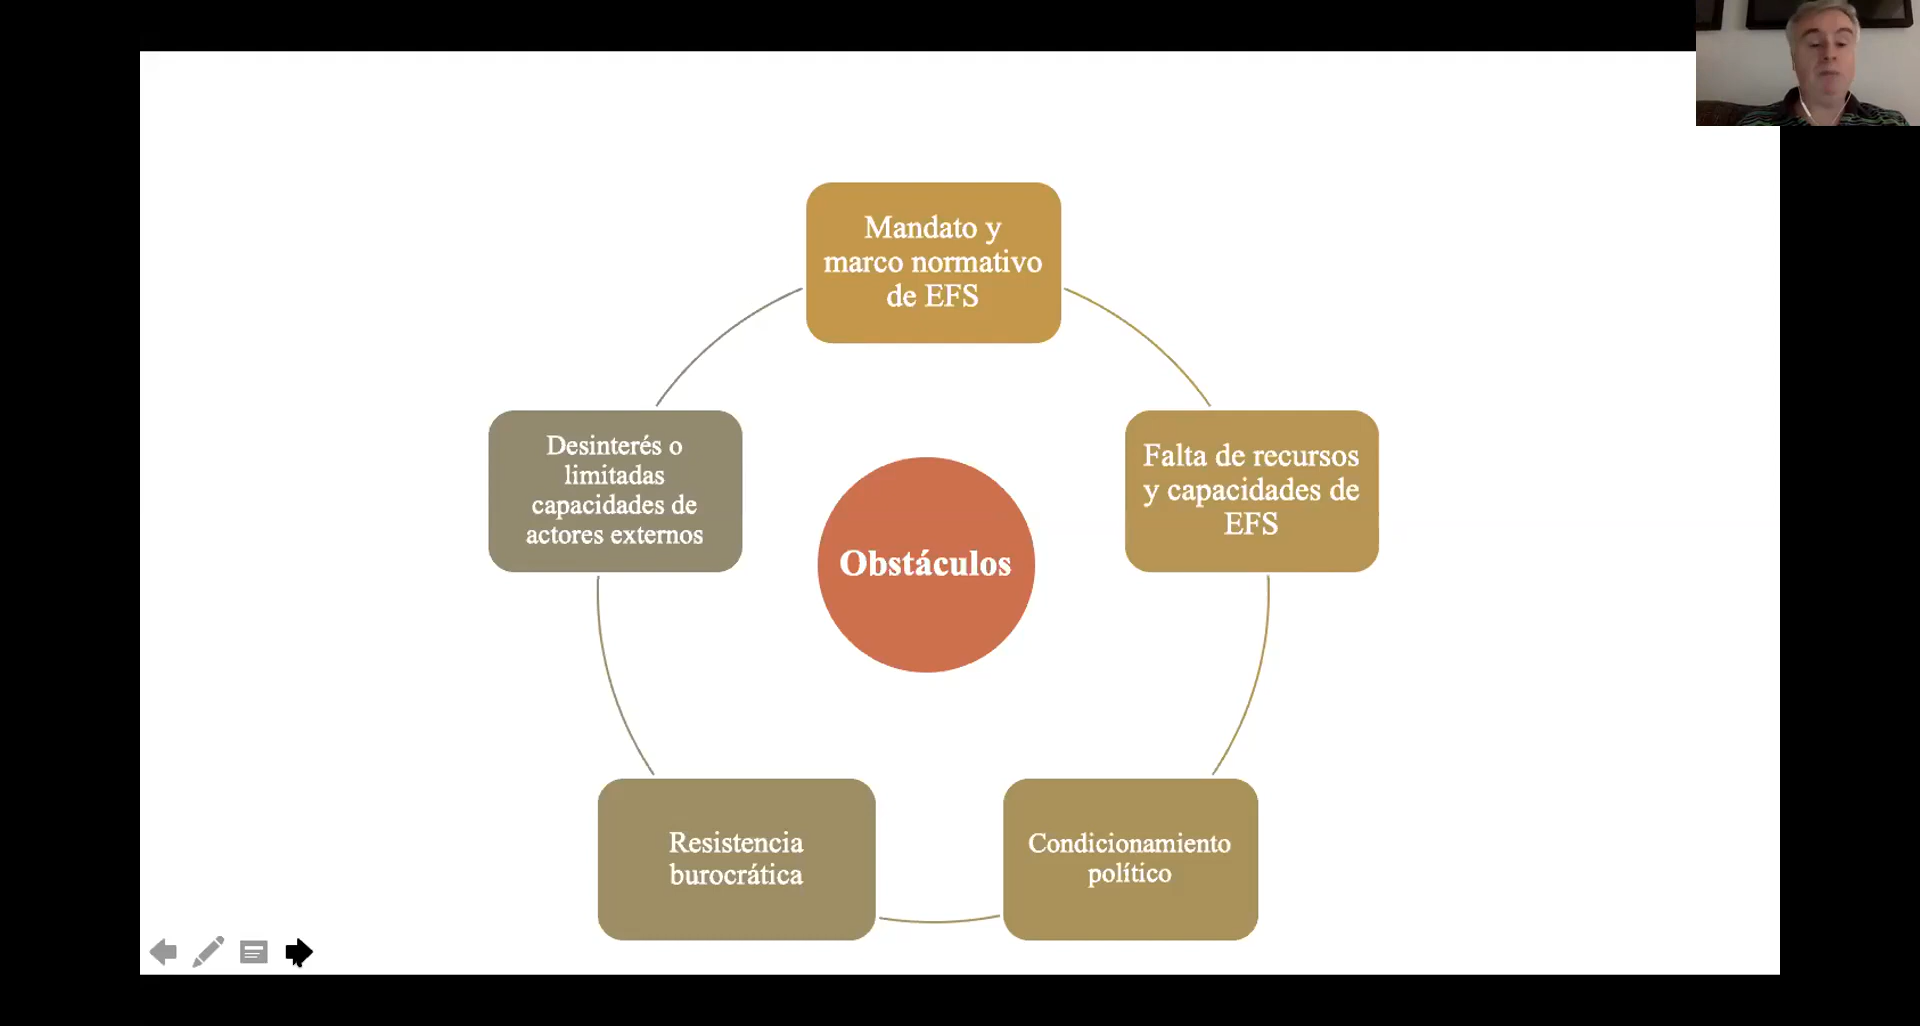 Mandato y
marco normativo
de EFS
Falta de recursos
y capacidades de
EFS
Condicionamiento
político
Resistencia
burocrática
Desinterés o
limitadas
capacidades de
actores externos
Obstáculos